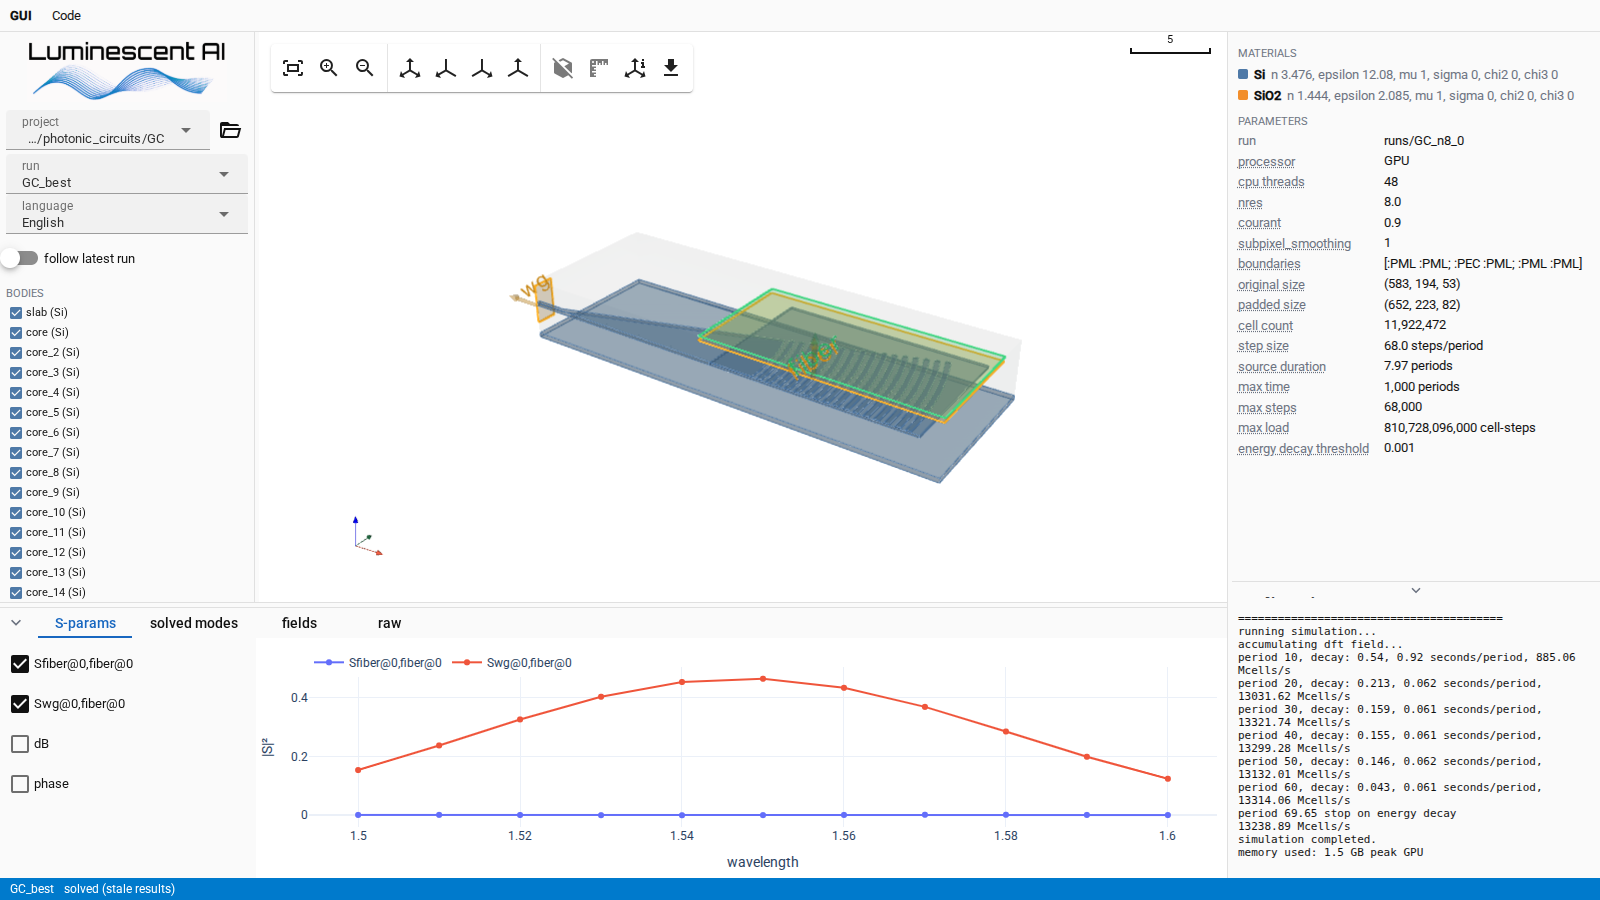 GUI Code
Luminescent AI
project
.../photonic_circuits/GC
run
GC_best
language
English
follow latest run
BODIES
slab (Si)
core (Si)
core_2 (Si)
core_3 (Si)
core_4 (Si)
core_5 (Si)
core_6 (Si)
core_7 (Si)
core_8 (Si)
core_9 (Si)
core_10 (Si)
core_11 (Si)
core_12 (Si)
core_13 (Si)
core_14 (Si)
5
wg
fiber
MATERIALS
Si n 3.476, epsilon 12.08, mu 1, sigma 0, chi2 0, chi3 0
SiO2 n 1.444, epsilon 2.085, mu 1, sigma 0, chi2 0, chi3 0
PARAMETERS
run runs/GC_n8_0
processor GPU
cpu threads 48
nres 8.0
courant 0.9
subpixel_smoothing 1
boundaries [:PML :PML; :PEC :PML; :PML :PML]
original size (583, 194, 53)
padded size (652, 223, 82)
cell count 11,922,472
step size 68.0 steps/period
source duration 7.97 periods
max time 1,000 periods
max steps 68,000
max load 810,728,096,000 cell-steps
energy decay threshold 0.001
S-params solved modes fields raw
Sfiber@0,fiber@0
Swg@0,fiber@0
dB
phase
Sfiber@0,fiber@0 Swg@0,fiber@0
|S|²
0.4
0.2
0
1.5 1.52 1.54 1.56 1.58 1.6
wavelength
========================================
running simulation...
accumulating dft field...
period 10, decay: 0.54, 0.92 seconds/period, 885.06
Mcells/s
period 20, decay: 0.213, 0.062 seconds/period,
13031.62 Mcells/s
period 30, decay: 0.159, 0.061 seconds/period,
13321.74 Mcells/s
period 40, decay: 0.155, 0.061 seconds/period,
13299.28 Mcells/s
period 50, decay: 0.146, 0.062 seconds/period,
13132.01 Mcells/s
period 60, decay: 0.043, 0.061 seconds/period,
13314.06 Mcells/s
period 69.65 stop on energy decay
13238.89 Mcells/s
simulation completed.
memory used: 1.5 GB peak GPU
GC_best solved (stale results)